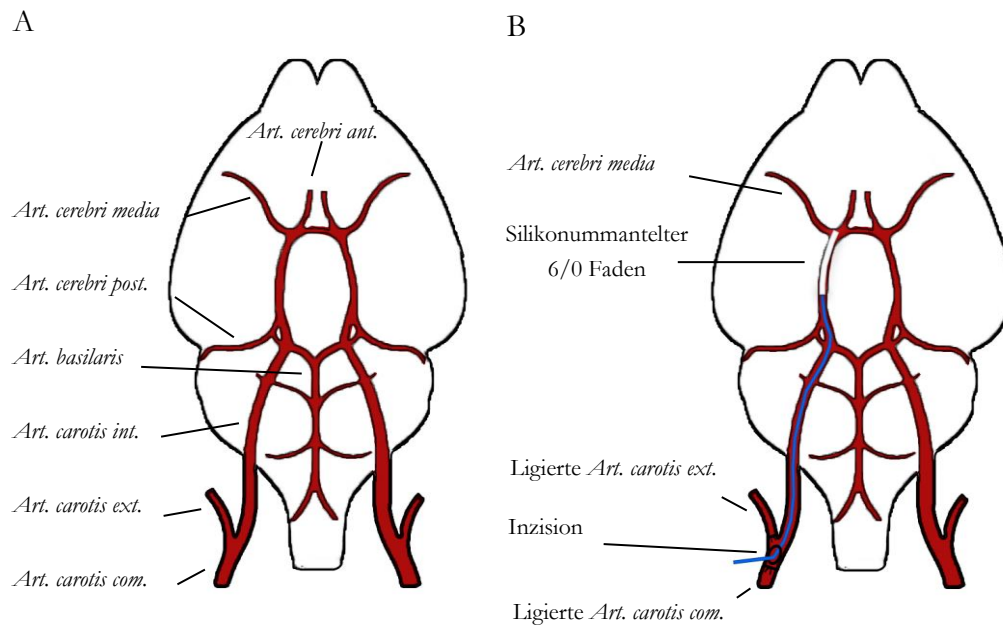 A
Art. cerebri ant.
Art. cerebri media
Art. cerebri post.
Art. basilaris
Art. carotis int.
Art. carotis ext.
Art. carotis com.
B
Art. cerebri media
Silikonummantelter
6/0 Faden
Ligierte Art. carotis ext.
Inzision
Ligierte Art. carotis com.